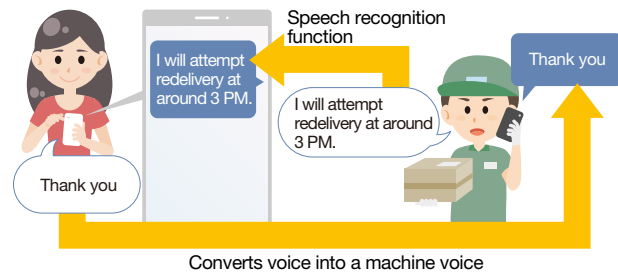 Speech recognition
function
I will attempt
redelivery at
around 3 PM.
Thank you
I will attempt
redelivery at around
3 PM.
Thank you
Converts voice into a machine voice